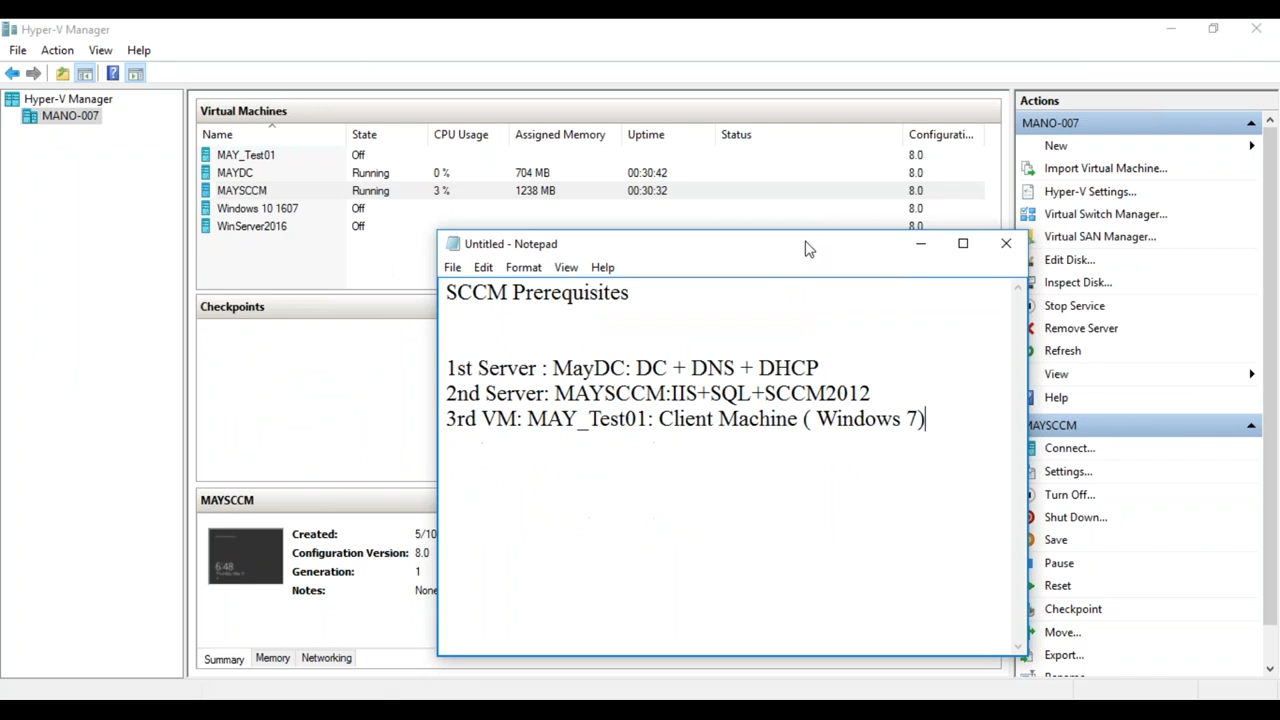 Hyper-V Manager
File Action View Help
Hyper-V Manager
MANO-007
Virtual Machines
Name State CPU Usage Assigned Memory Uptime Status Configurati...
MAY_Test01 Off 8.0
MAYDC Running 0 % 704 MB 00:30:42 8.0
MAYSCCM Running 3 % 1238 MB 00:30:32 8.0
Windows 10 1607 Off 8.0
WinServer2016 Off 8.0
Checkpoints
MAYSCCM
Created: 5/10
Configuration Version: 8.0
Generation: 1
Notes: None
6:48
Summary Memory Networking
Untitled - Notepad
File Edit Format View Help
SCCM Prerequisites
1st Server : MayDC: DC + DNS + DHCP
2nd Server: MAYSCCM:IIS+SQL+SCCM2012
3rd VM: MAY_Test01: Client Machine ( Windows 7)
Actions
MANO-007
New
Import Virtual Machine...
Hyper-V Settings...
Virtual Switch Manager...
Virtual SAN Manager...
Edit Disk...
Inspect Disk...
Stop Service
Remove Server
Refresh
View
Help
MAYSCCM
Connect...
Settings...
Turn Off...
Shut Down...
Save
Pause
Reset
Checkpoint
Move...
Export...